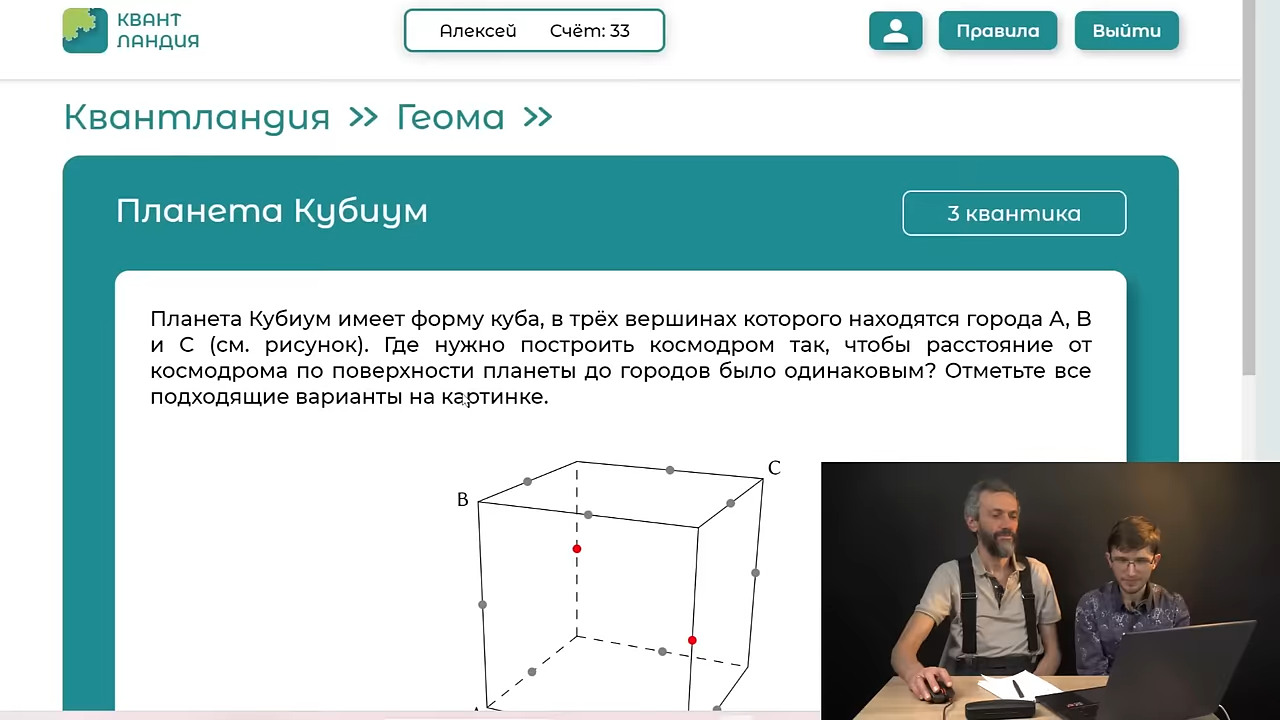 КВАНТ
ЛАНДИЯ
Алексей Счёт: 33
Правила
Выйти
Квантландия >> Геома >>
Планета Кубиум
3 квантика
Планета Кубиум имеет форму куба, в трёх вершинах которого находятся города А, В
и С (см. рисунок). Где нужно построить космодром так, чтобы расстояние от
космодрома по поверхности планеты до городов было одинаковым? Отметьте все
подходящие варианты на картинке.
C
B